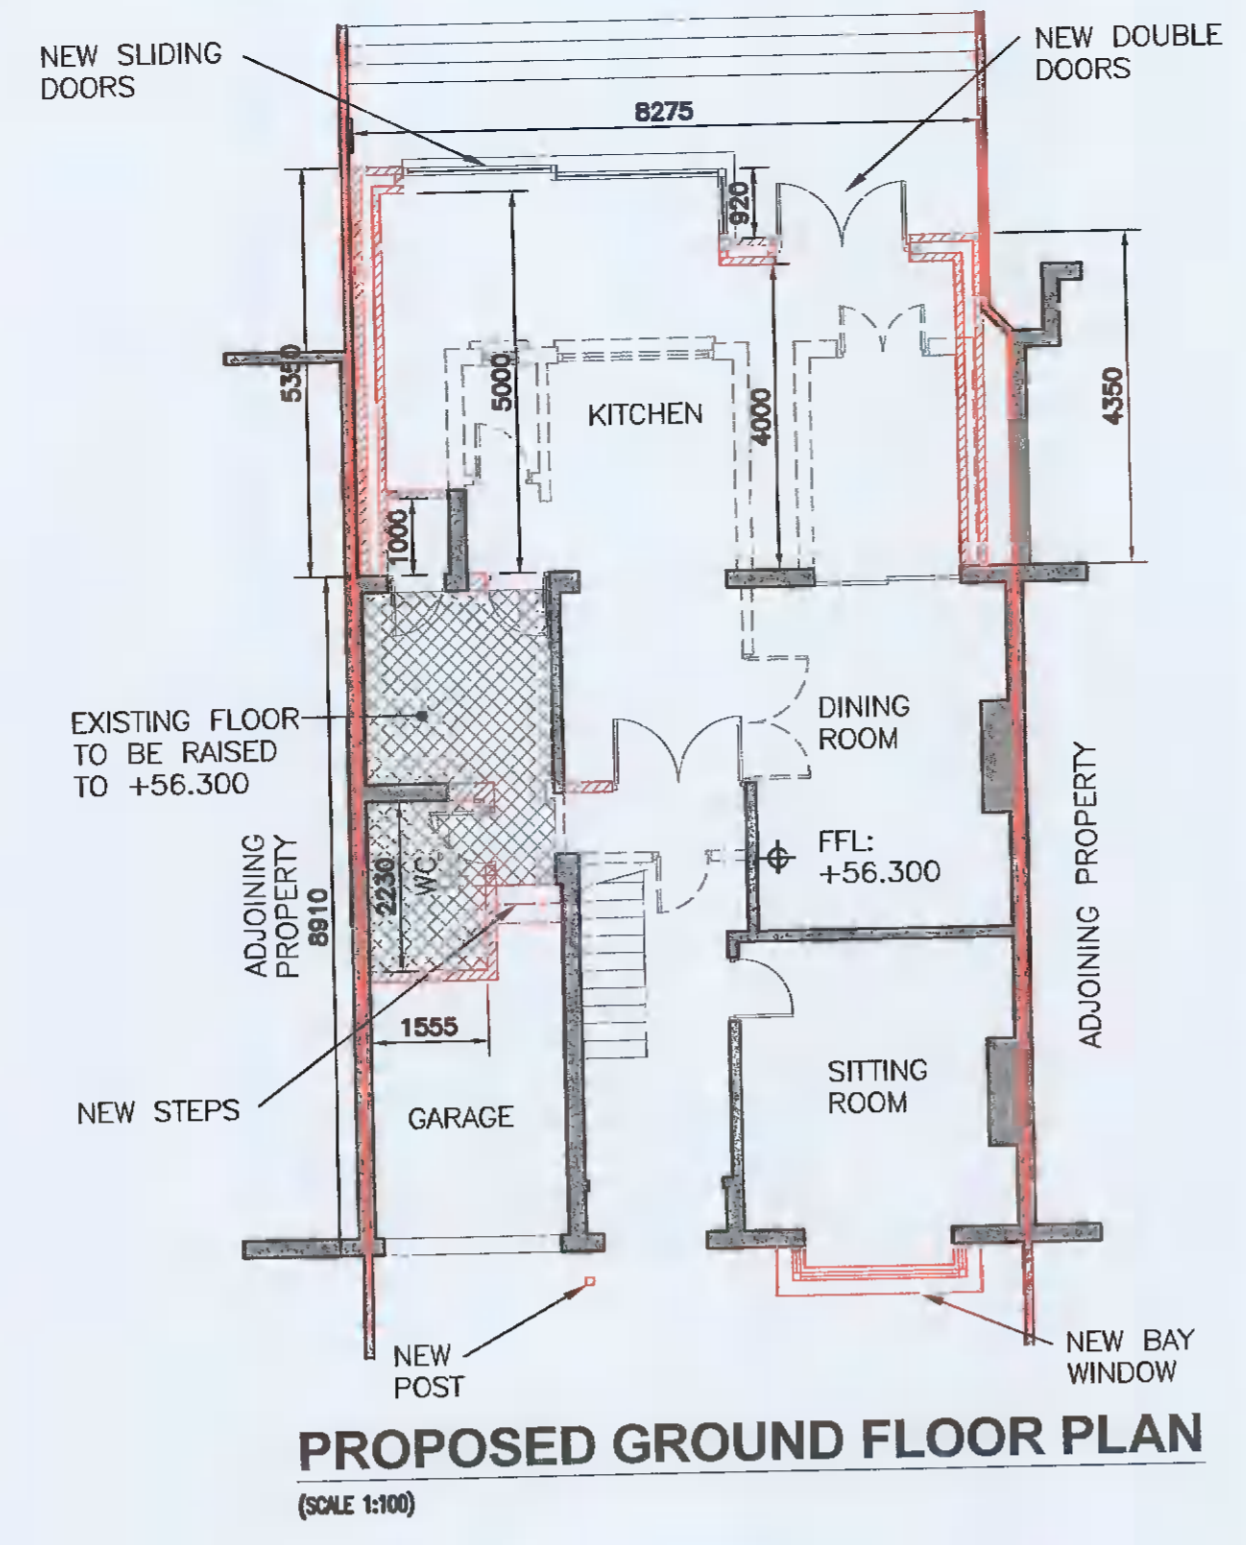 NEW SLIDING
DOORS
NEW DOUBLE
DOORS
8275
920
5350
5000
KITCHEN
4000
4350
1000
EXISTING FLOOR
TO BE RAISED
TO +56.300
DINING
ROOM
ADJOINING
PROPERTY
8910
2230
WC
FFL:
+56.300
ADJOINING PROPERTY
1555
NEW STEPS
GARAGE
SITTING
ROOM
NEW
POST
NEW BAY
WINDOW
PROPOSED GROUND FLOOR PLAN
(SCALE 1:100)